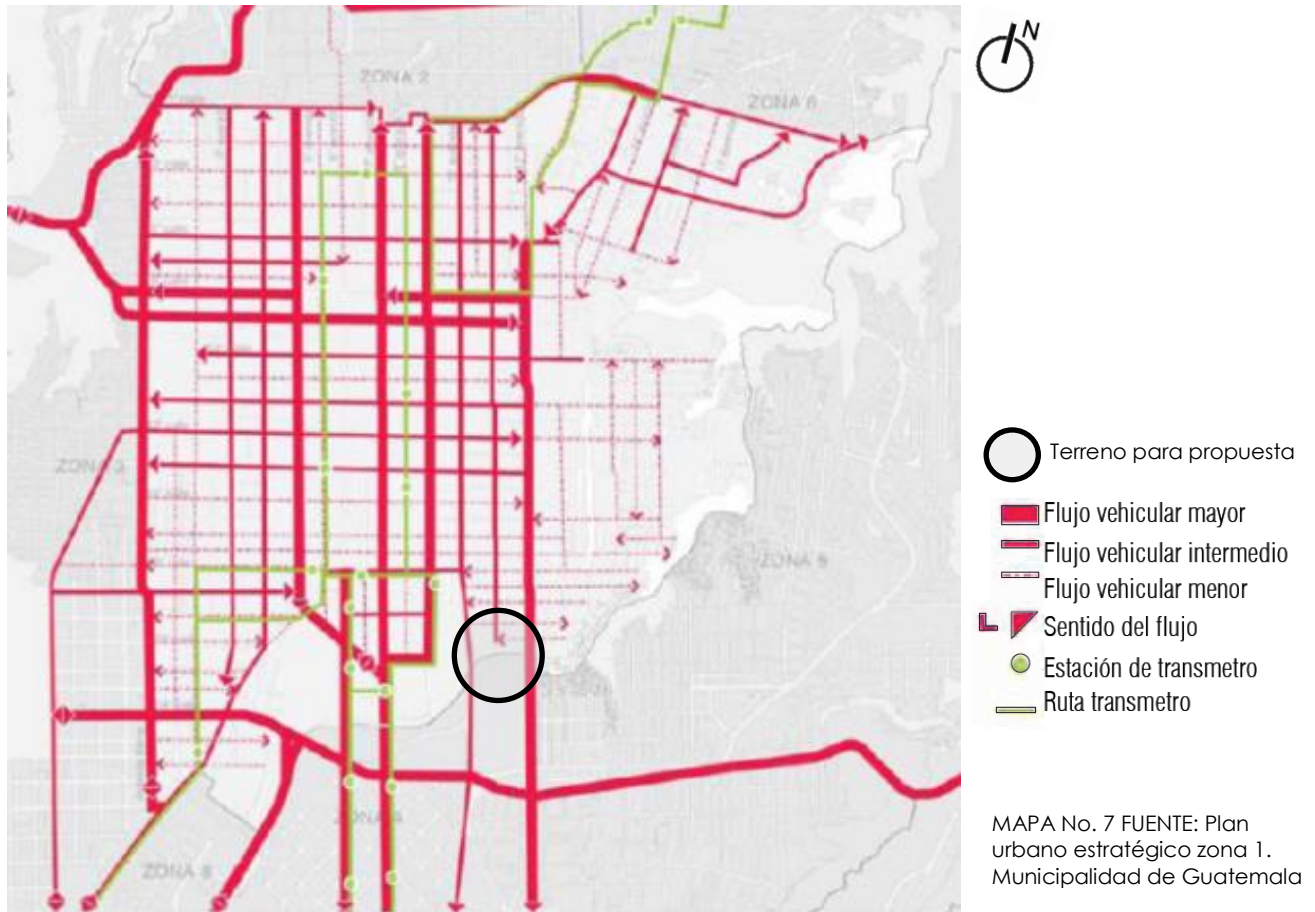 N
ZONA 2
ZONA 6
ZONA 3
ZONA 4
ZONA 8
Terreno para propuesta
Flujo vehicular mayor
Flujo vehicular intermedio
Flujo vehicular menor
Sentido del flujo
Estación de transmetro
Ruta transmetro
MAPA No. 7 FUENTE: Plan
urbano estratégico zona 1.
Municipalidad de Guatemala